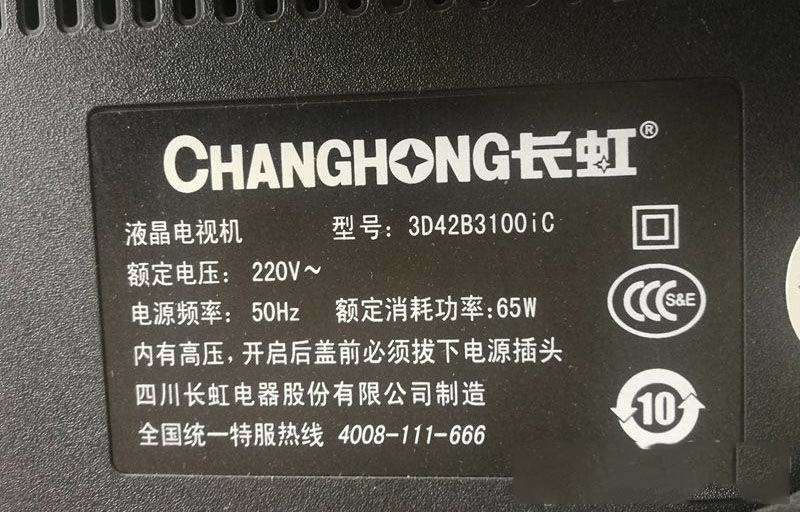 CHANGHONG长虹®
液晶电视机 型号: 3D42B3100iC
额定电压: 220V~
电源频率: 50Hz 额定消耗功率:65W
CCC S&E
内有高压,开启后盖前必须拔下电源插头
四川长虹电器股份有限公司制造
10
全国统一特服热线 4008-111-666